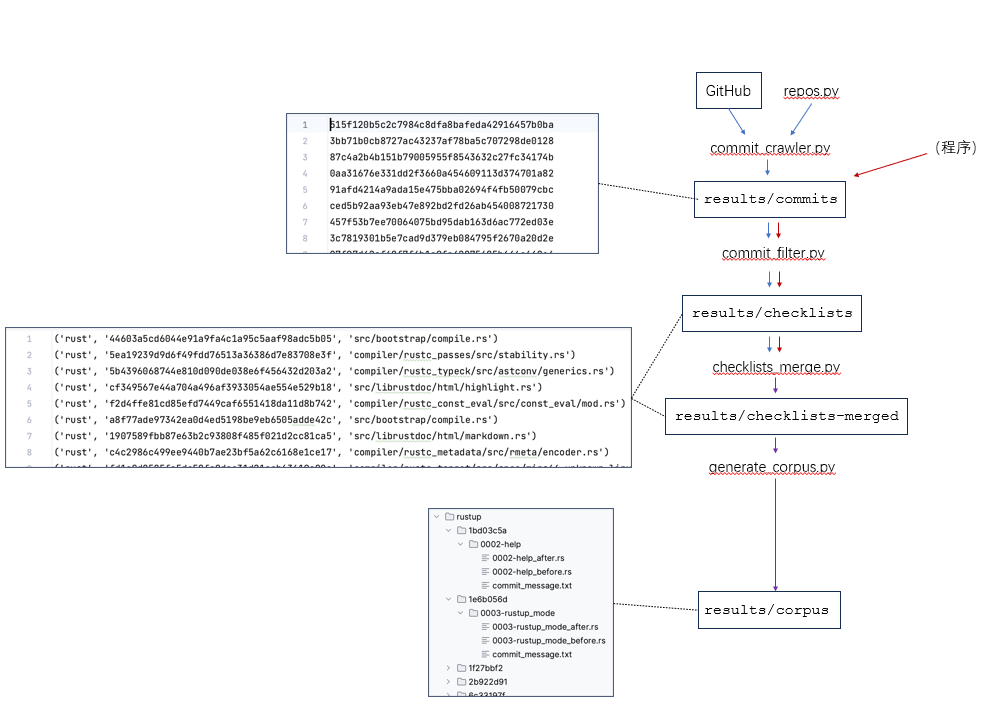 GitHub
repos.py
commit_crawler.py
(程序)
results/commits
commit_filter.py
results/checklists
checklists_merge.py
results/checklists-merged
generate_corpus.py
results/corpus
1 515f120b5c2c7984c8dfa8bafeda42916457b0ba
2 3bb71b0cb8727ac43237af78ba5c707298de0128
3 87c4a2b4b151b79005955f8543632c27fc34174b
4 0aa31676e331dd2f3660a454609113d374701a82
5 91afd4214a9ada15e475bba02694f4fb50079cbc
6 ced5b92aa93eb47e892bd2fd26ab454008721730
7 457f53b7ee70064075bd95dab163d6ac772ed03e
8 3c7819301b5e7cad9d379eb084795f2670a20d2e
1 ('rust', '44603a5cd6044e91a9fa4c1a95c5aaf98adc5b05', 'src/bootstrap/compile.rs')
2 ('rust', '5ea19239d9d6f49fdd76513a36386d7e83708e3f', 'compiler/rustc_passes/src/stability.rs')
3 ('rust', '5b4396068744e810d090de038e6f456432d203a2', 'compiler/rustc_typeck/src/astconv/generics.rs')
4 ('rust', 'cf349567e44a704a496af3933054ae554e529b18', 'src/librustdoc/html/highlight.rs')
5 ('rust', 'f2d4ffe81cd85efd7449caf6551418da11d8b742', 'compiler/rustc_const_eval/src/const_eval/mod.rs')
6 ('rust', 'a8f77ade97342ea0d4ed5198be9eb6505adde42c', 'src/bootstrap/compile.rs')
7 ('rust', '1907589fbb87e63b2c93808f485f021d2cc81ca5', 'src/librustdoc/html/markdown.rs')
8 ('rust', 'c4c2986c499ee9440b7ae23bf5a62c6168e1ce17', 'compiler/rustc_metadata/src/rmeta/encoder.rs')
rustup
1bd03c5a
0002-help
0002-help_after.rs
0002-help_before.rs
commit_message.txt
1e6b056d
0003-rustup_mode
0003-rustup_mode_after.rs
0003-rustup_mode_before.rs
commit_message.txt
1f27bbf2
2b922d91